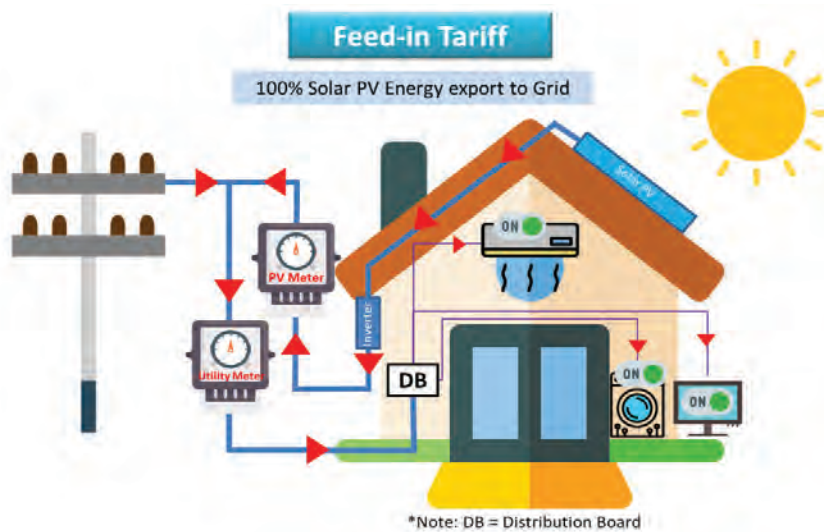 Feed-in Tariff
100% Solar PV Energy export to Grid
Solar PV
ON
PV Meter
Inverter
Utility Meter
DB
ON
ON
*Note: DB = Distribution Board